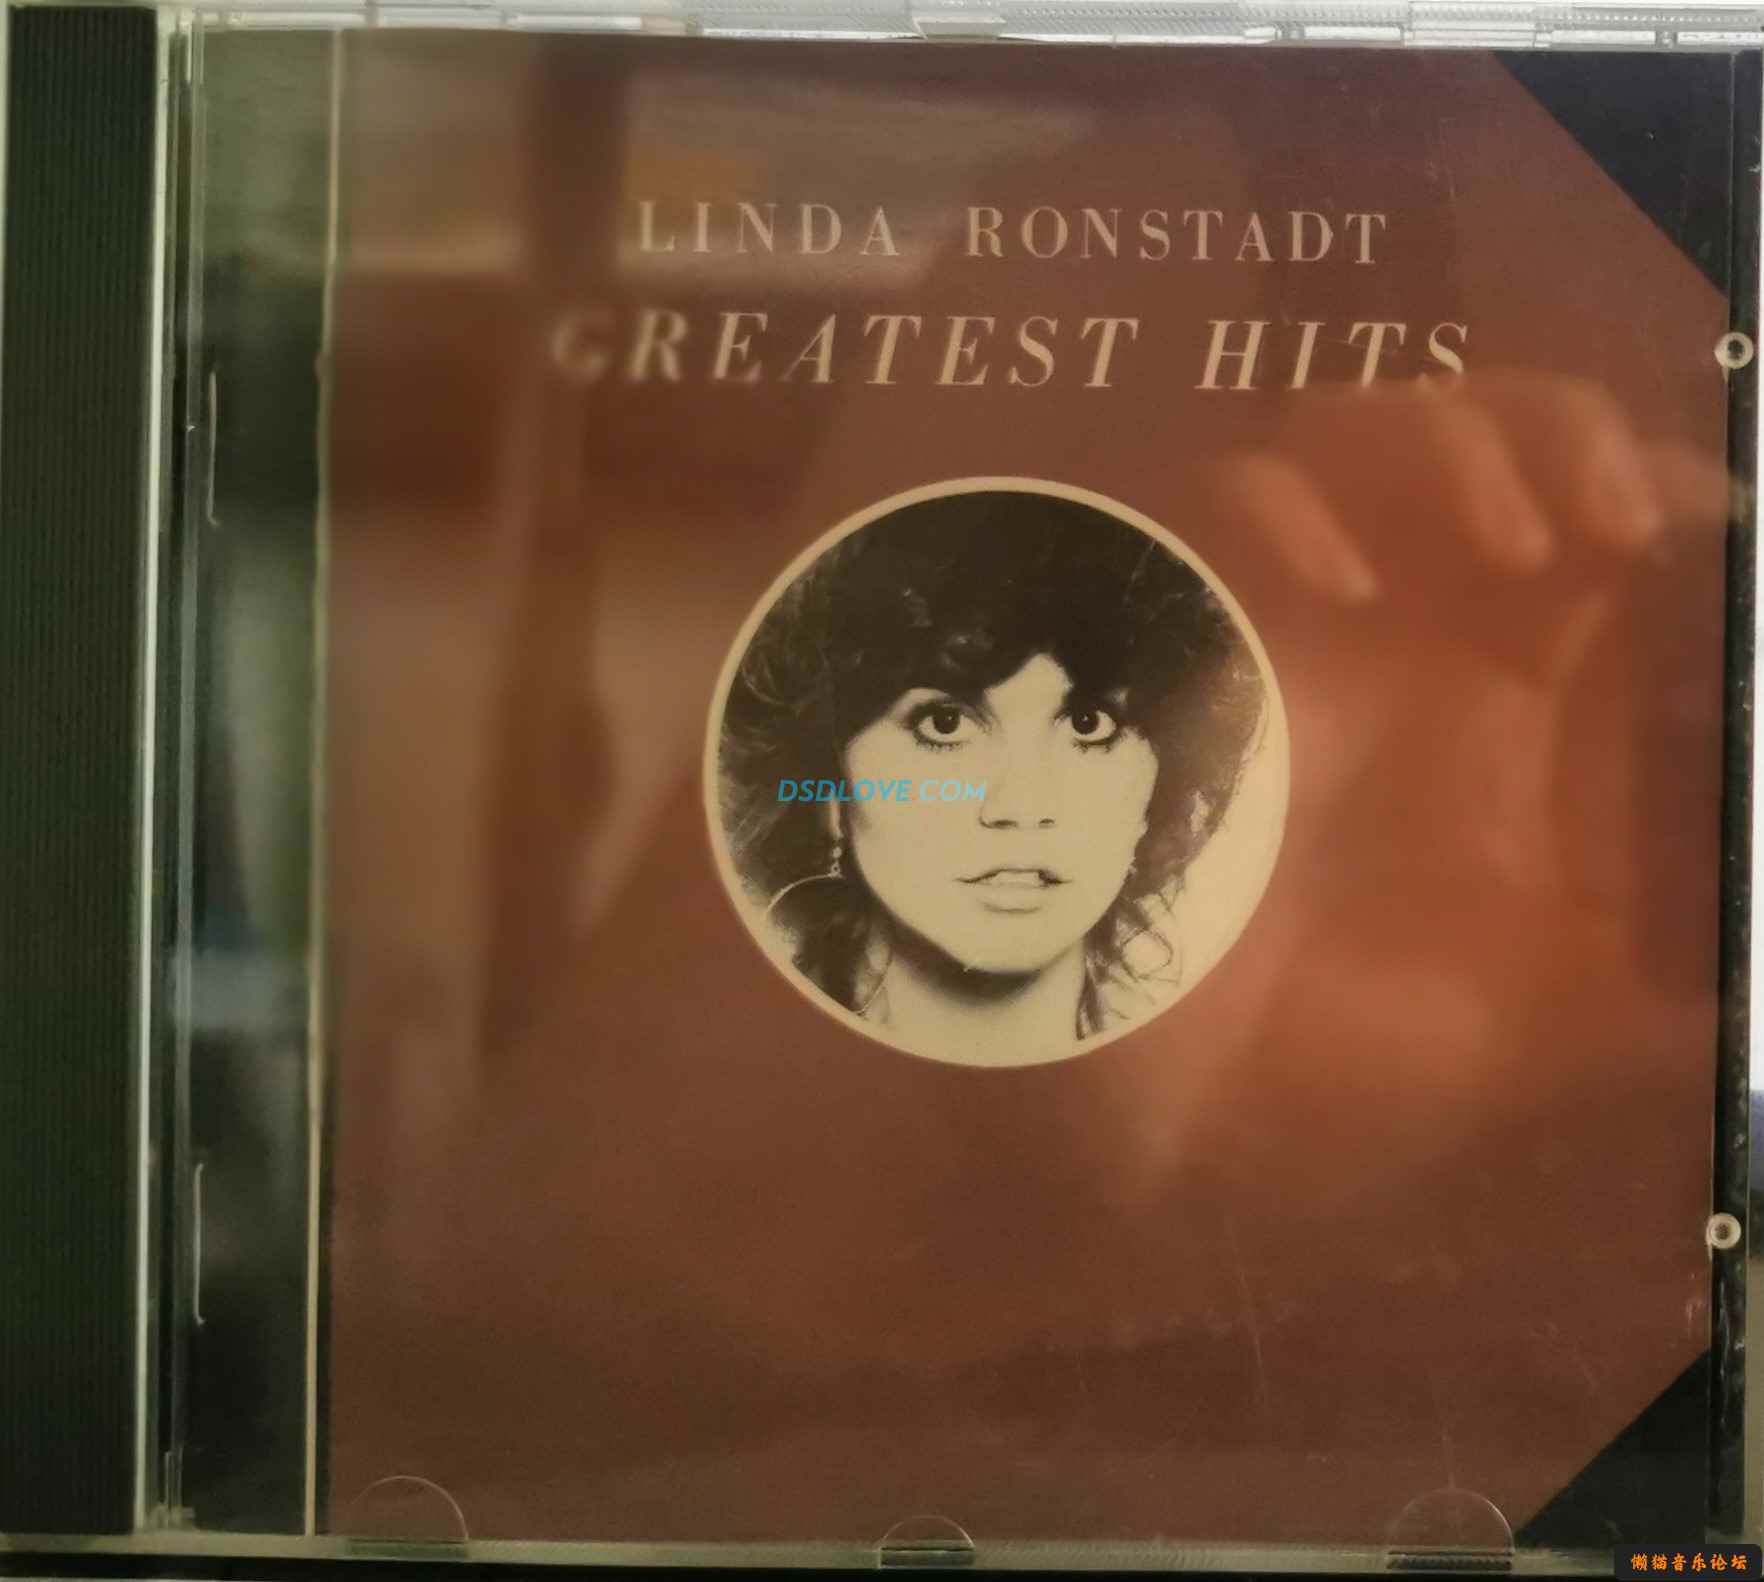 LINDA RONSTADT
GREATEST HITS
DSDLOVE.COM
懒猫音乐论坛